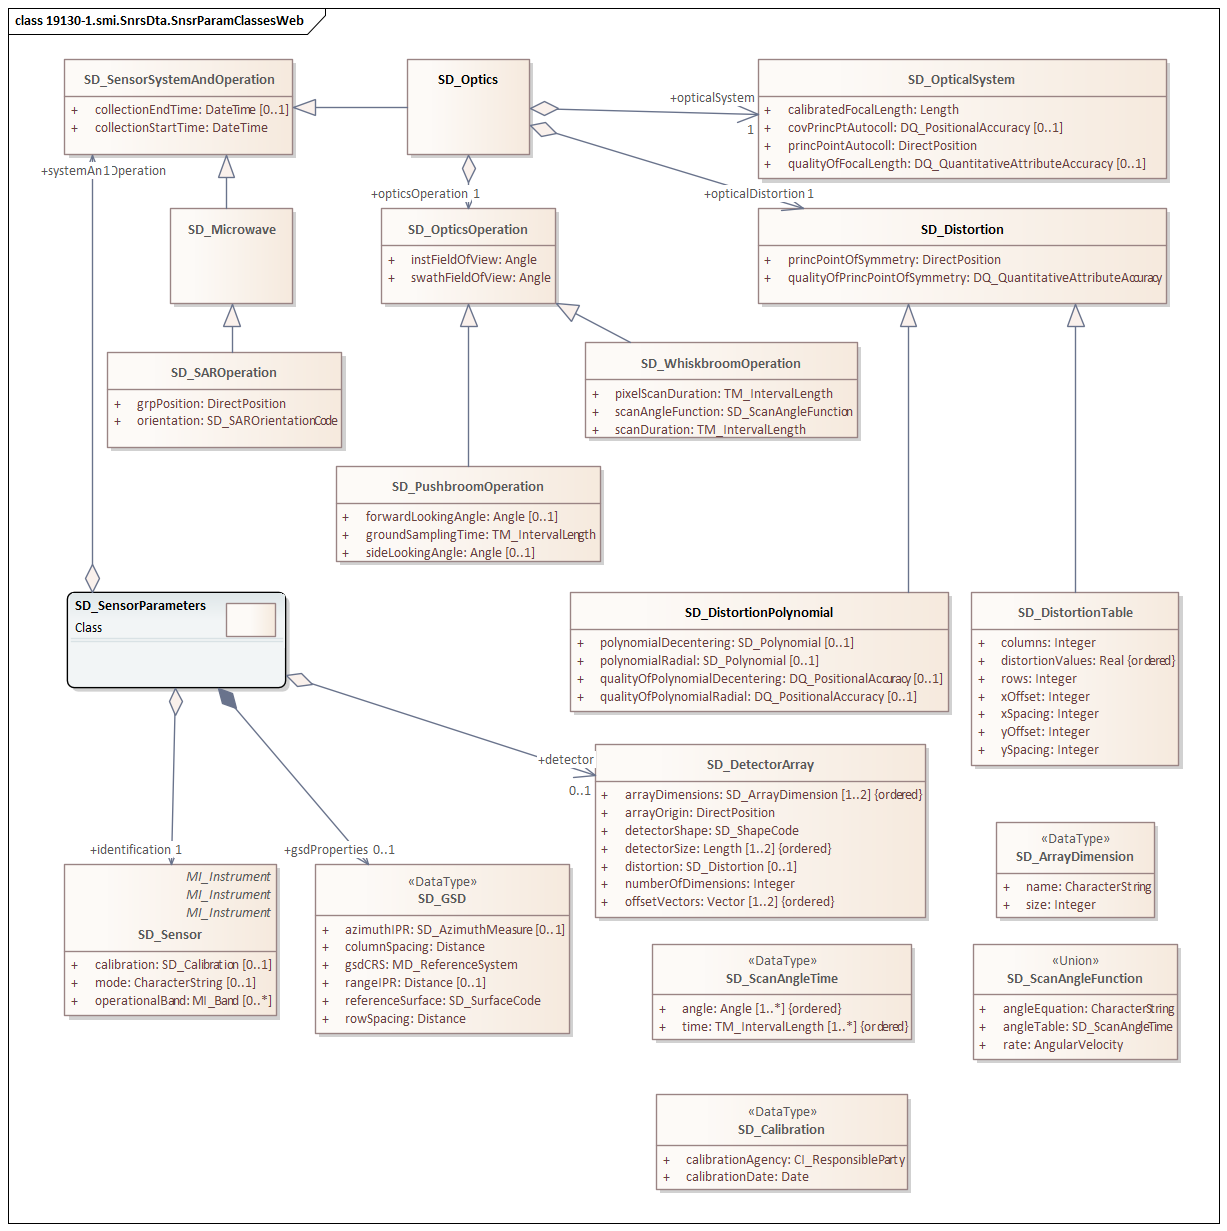 class 19130-1.smi.SnrsDta.SnsrParamClassesWeb
SD_SensorSystemAndOperation
+ collectionEndTime: DateTime [0..1]
+ collectionStartTime: DateTime
SD_Optics
SD_OpticalSystem
+ calibratedFocalLength: Length
+ covPrincPtAutocoll: DQ_PositionalAccuracy [0..1]
+ princPointAutocoll: DirectPosition
+ qualityOfFocalLength: DQ_QuantitativeAttributeAccuracy [0..1]
+opticalSystem
1
+systemAn1Operation
+opticsOperation 1
+opticalDistortion 1
SD_Microwave
SD_OpticsOperation
+ instFieldOfView: Angle
+ swathFieldOfView: Angle
SD_Distortion
+ princPointOfSymmetry: DirectPosition
+ qualityOfPrincPointOfSymmetry: DQ_QuantitativeAttributeAccuracy
SD_SAROperation
+ grpPosition: DirectPosition
+ orientation: SD_SAROrientationCode
SD_WhiskbroomOperation
+ pixelScanDuration: TM_IntervalLength
+ scanAngleFunction: SD_ScanAngleFunction
+ scanDuration: TM_IntervalLength
SD_PushbroomOperation
+ forwardLookingAngle: Angle [0..1]
+ groundSamplingTime: TM_IntervalLength
+ sideLookingAngle: Angle [0..1]
SD_SensorParameters
Class
SD_DistortionPolynomial
+ polynomialDecentering: SD_Polynomial [0..1]
+ polynomialRadial: SD_Polynomial [0..1]
+ qualityOfPolynomialDecentering: DQ_PositionalAccuracy [0..1]
+ qualityOfPolynomialRadial: DQ_PositionalAccuracy [0..1]
SD_DistortionTable
+ columns: Integer
+ distortionValues: Real {ordered}
+ rows: Integer
+ xOffset: Integer
+ xSpacing: Integer
+ yOffset: Integer
+ ySpacing: Integer
+detector
0..1
SD_DetectorArray
+ arrayDimensions: SD_ArrayDimension [1..2] {ordered}
+ arrayOrigin: DirectPosition
+ detectorShape: SD_ShapeCode
+ detectorSize: Length [1..2] {ordered}
+ distortion: SD_Distortion [0..1]
+ numberOfDimensions: Integer
+ offsetVectors: Vector [1..2] {ordered}
+identification 1
+gsdProperties 0..1
MI_Instrument
MI_Instrument
MI_Instrument
SD_Sensor
+ calibration: SD_Calibration [0..1]
+ mode: CharacterString [0..1]
+ operationalBand: MI_Band [0..*]
«DataType»
SD_GSD
+ azimuthIPR: SD_AzimuthMeasure [0..1]
+ columnSpacing: Distance
+ gsdCRS: MD_ReferenceSystem
+ rangeIPR: Distance [0..1]
+ referenceSurface: SD_SurfaceCode
+ rowSpacing: Distance
«DataType»
SD_ArrayDimension
+ name: CharacterString
+ size: Integer
«DataType»
SD_ScanAngleTime
+ angle: Angle [1..*] {ordered}
+ time: TM_IntervalLength [1..*] {ordered}
«Union»
SD_ScanAngleFunction
+ angleEquation: CharacterString
+ angleTable: SD_ScanAngleTime
+ rate: AngularVelocity
«DataType»
SD_Calibration
+ calibrationAgency: CI_ResponsibleParty
+ calibrationDate: Date